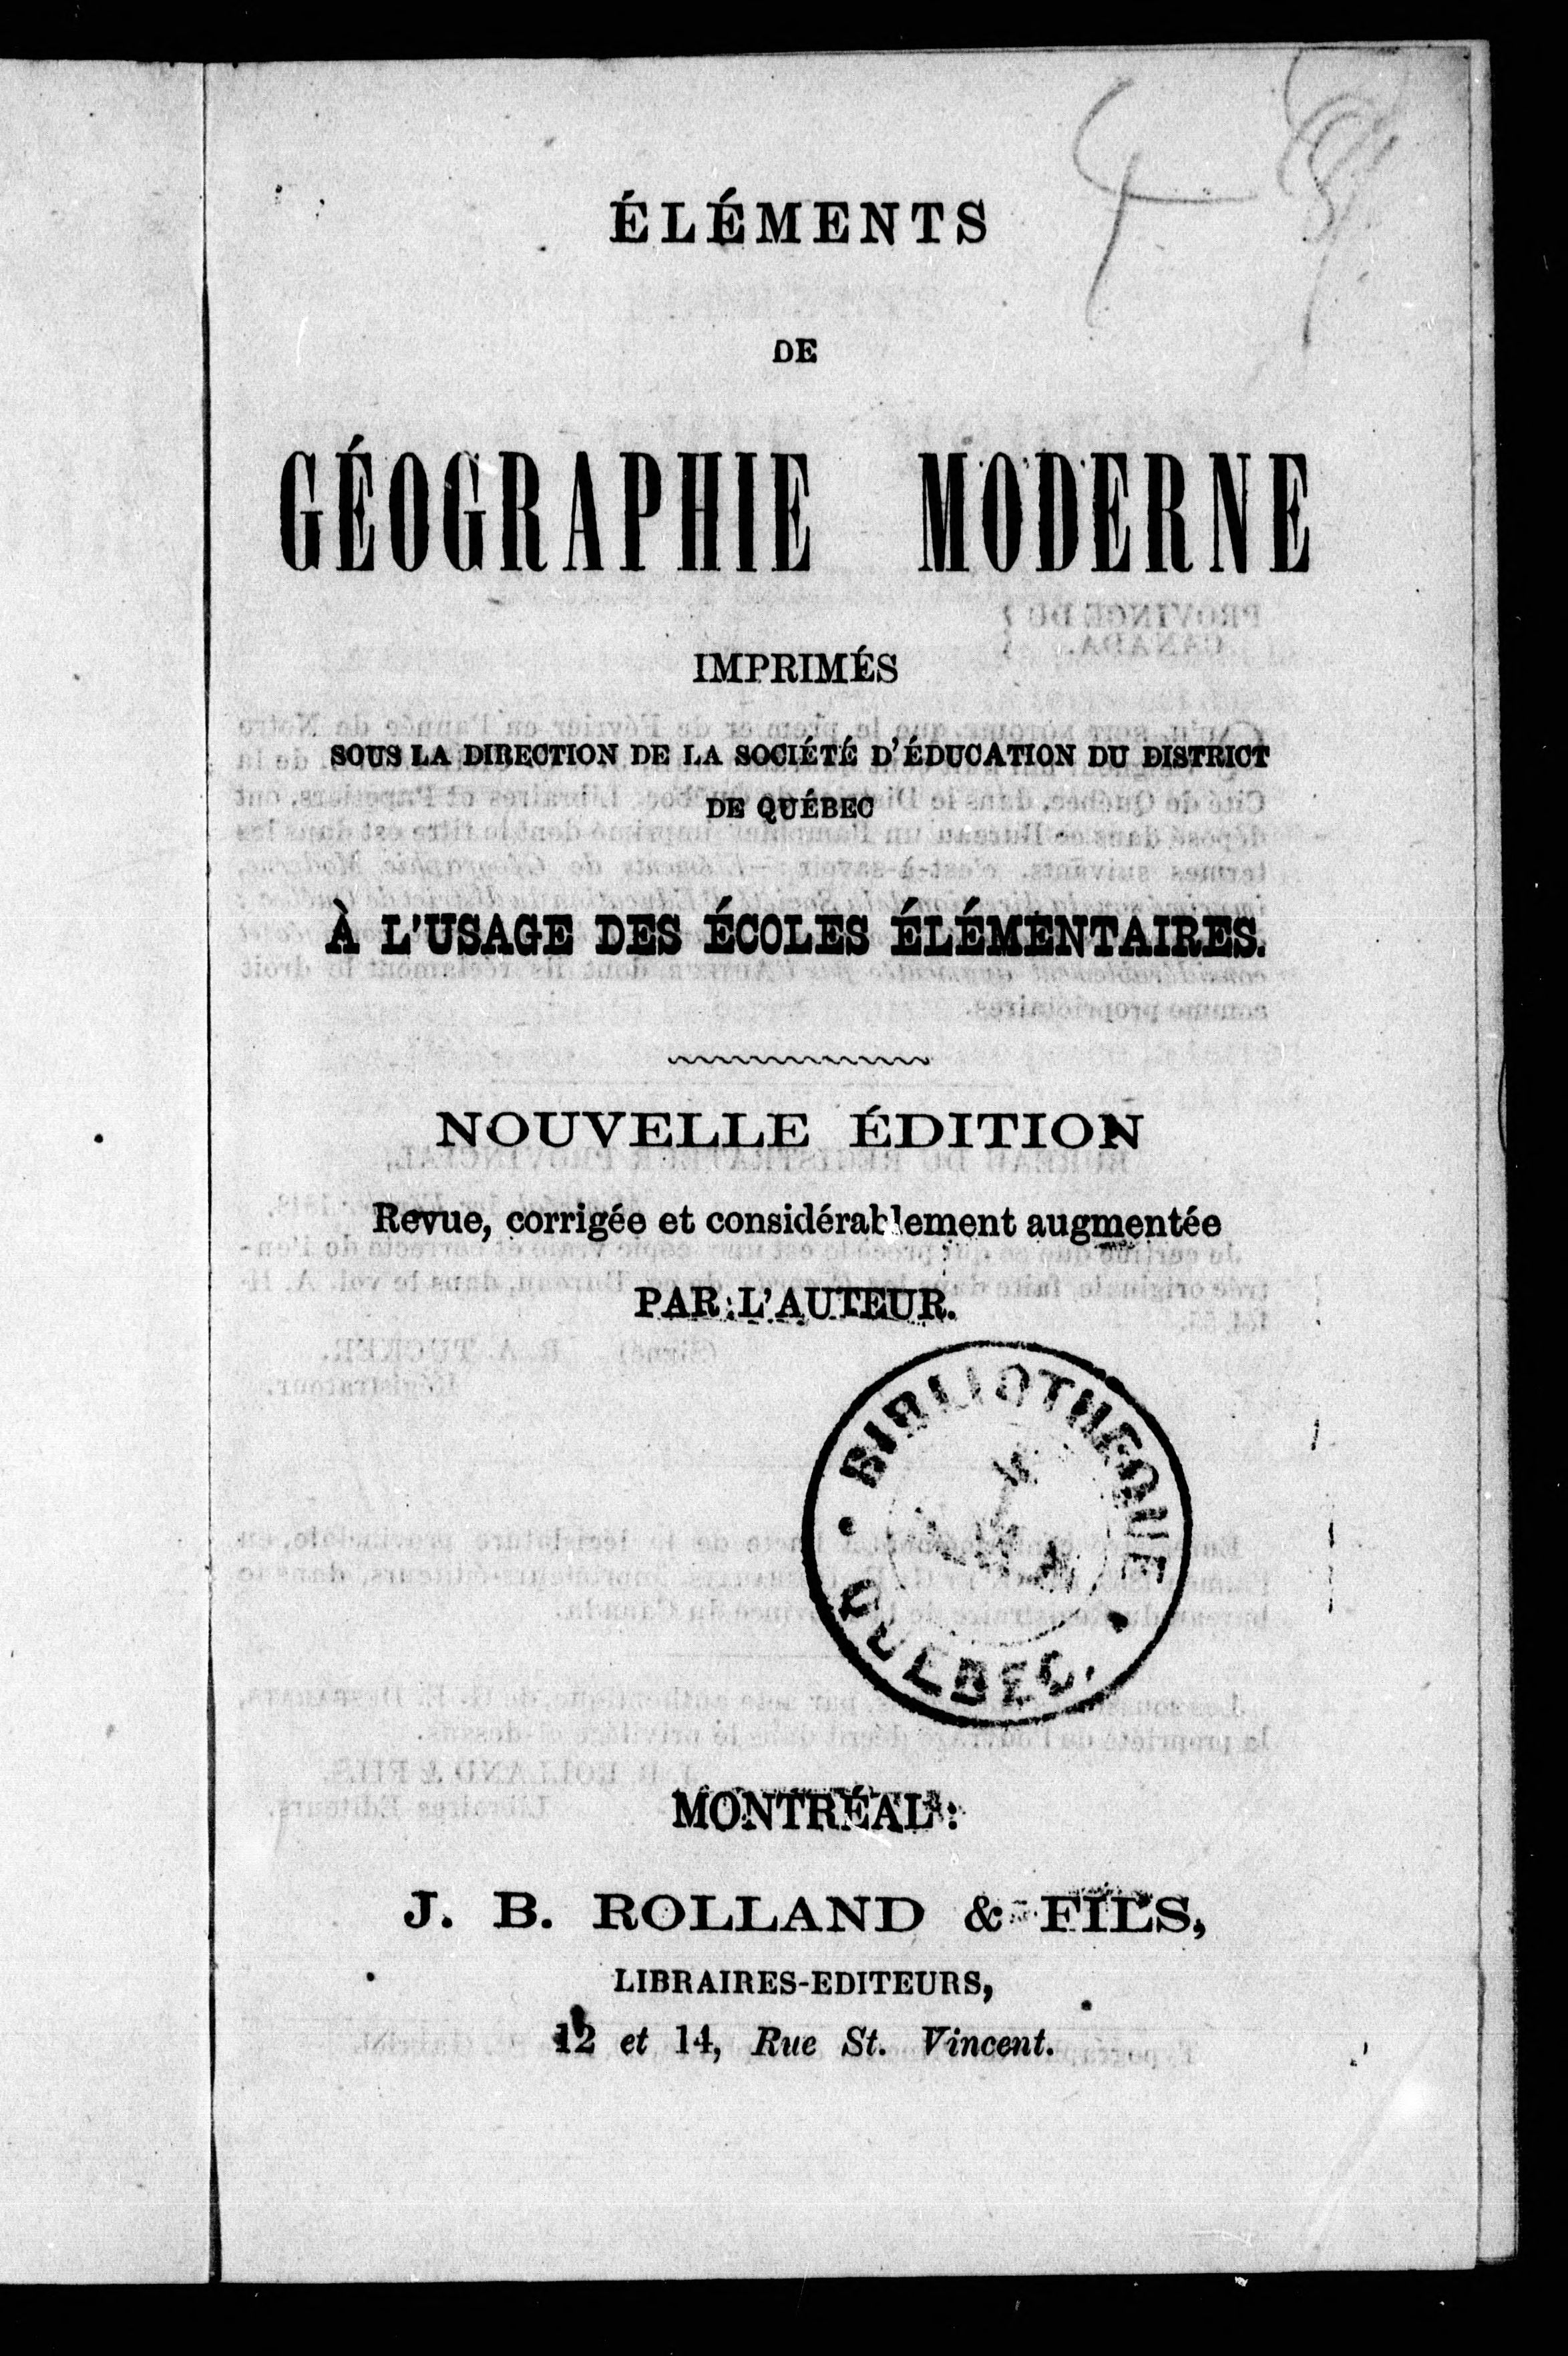 ÉLÉMENTS
DE
GÉOGRAPHIE MODERNE
IMPRIMÉS
SOUS LA DIRECTION DE LA SOCIÉTÉ D'ÉDUCATION DU DISTRICT
DE QUÉBEC
À L'USAGE DES ÉCOLES ÉLÉMENTAIRES.
NOUVELLE ÉDITION
Revue, corrigée et considérablement augmentée
PAR L'AUTEUR.
BIBLIOTHEQUE
QUEBEC.
MONTRÉAL:
J. B. ROLLAND & FILS,
LIBRAIRES-EDITEURS,
12 et 14, Rue St. Vincent.